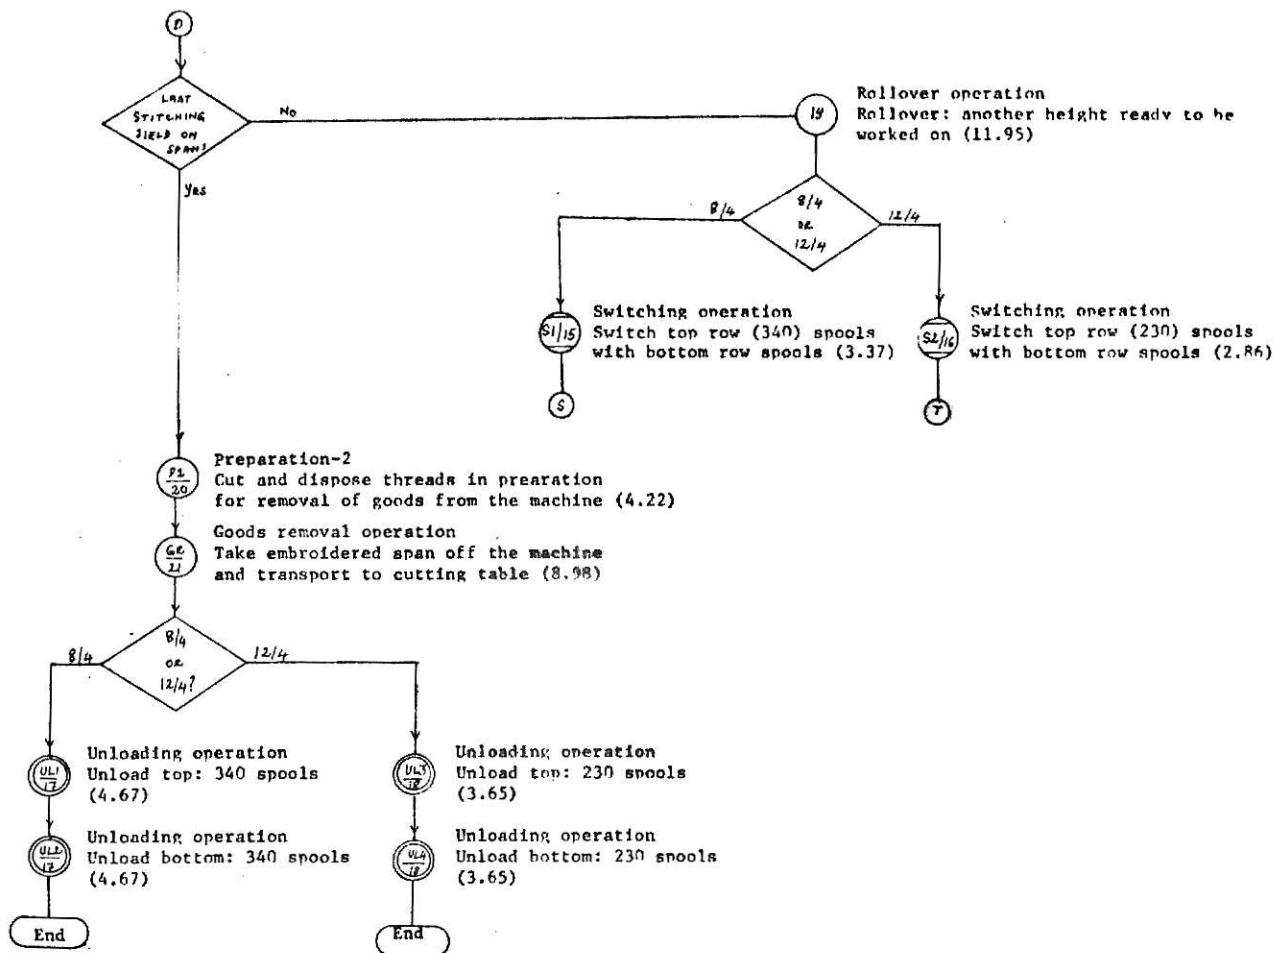 D
LAST
STITCHING
FIELD ON
SPAN?
No
Yes
19
Rollover operation
Rollover: another height ready to be
worked on (11.95)
8/4
OR
12/4
8/4
12/4
S1/15
Switching operation
Switch top row (340) spools
with bottom row spools (3.37)
S
S2/16
Switching operation
Switch top row (230) spools
with bottom row spools (2.86)
T
P2
20
Preparation-2
Cut and dispose threads in prearation
for removal of goods from the machine (4.22)
GR
21
Goods removal operation
Take embroidered span off the machine
and transport to cutting table (8.98)
8/4
OR
12/4?
8/4
12/4
UL1
17
Unloading operation
Unload top: 340 spools
(4.67)
UL2
17
Unloading operation
Unload bottom: 340 spools
(4.67)
End
UL3
18
Unloading operation
Unload top: 230 spools
(3.65)
UL4
18
Unloading operation
Unload bottom: 230 spools
(3.65)
End